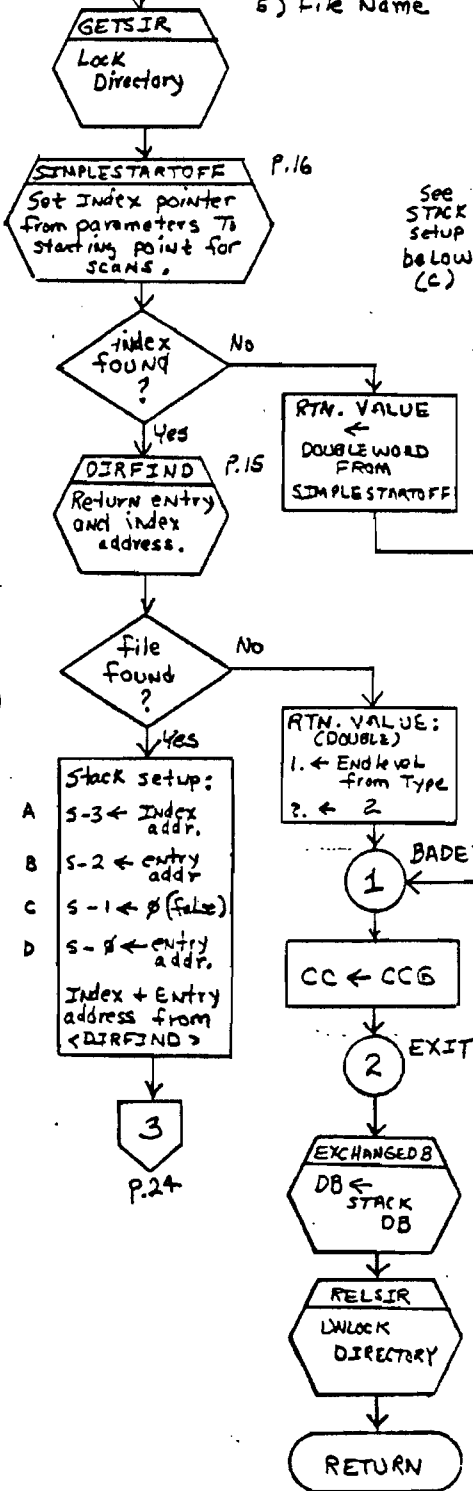 5) File Name
GETSIR
Lock
Directory
SIMPLESTARTOFF
P.16
Set Index pointer
from parameters To
starting point for
scans.
See
STACK
setup
below
(C)
index
found
?
No
Yes
RTN. VALUE
←
DOUBLE WORD
FROM
SIMPLESTARTOFF
DIRFIND
P.15
Return entry
and index
address.
file
found
?
No
Yes
Stack setup:
A S-3 ← Index
addr.
B S-2 ← entry
addr
C S-1 ← Ø (false)
D S-Ø ← entry
addr.
Index + Entry
address from
<DIRFIND>
3
P.24
RTN. VALUE:
(DOUBLE)
1. ← End level
from Type
2. ← 2
1
CC ← CCG
2
EXIT
EXCHANGEDB
DB ←
STACK
DB
RELSIR
UNLOCK
DIRECTORY
RETURN